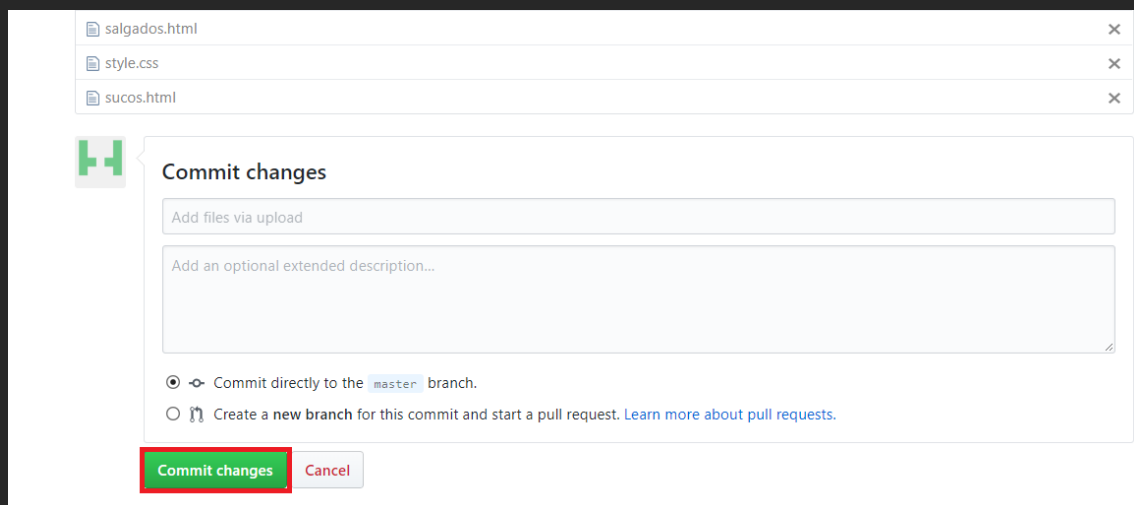 salgados.html
style.css
sucos.html
Commit changes
Add files via upload
Add an optional extended description...
Commit directly to the master branch.
Create a new branch for this commit and start a pull request. Learn more about pull requests.
Commit changes Cancel